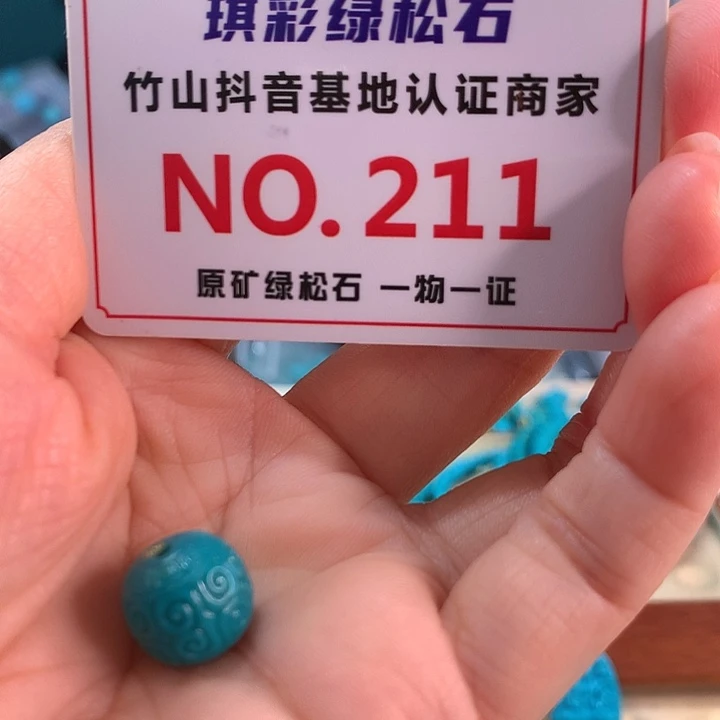 琪彩绿松石
竹山抖音基地认证商家
NO.211
原矿绿松石 一物一证